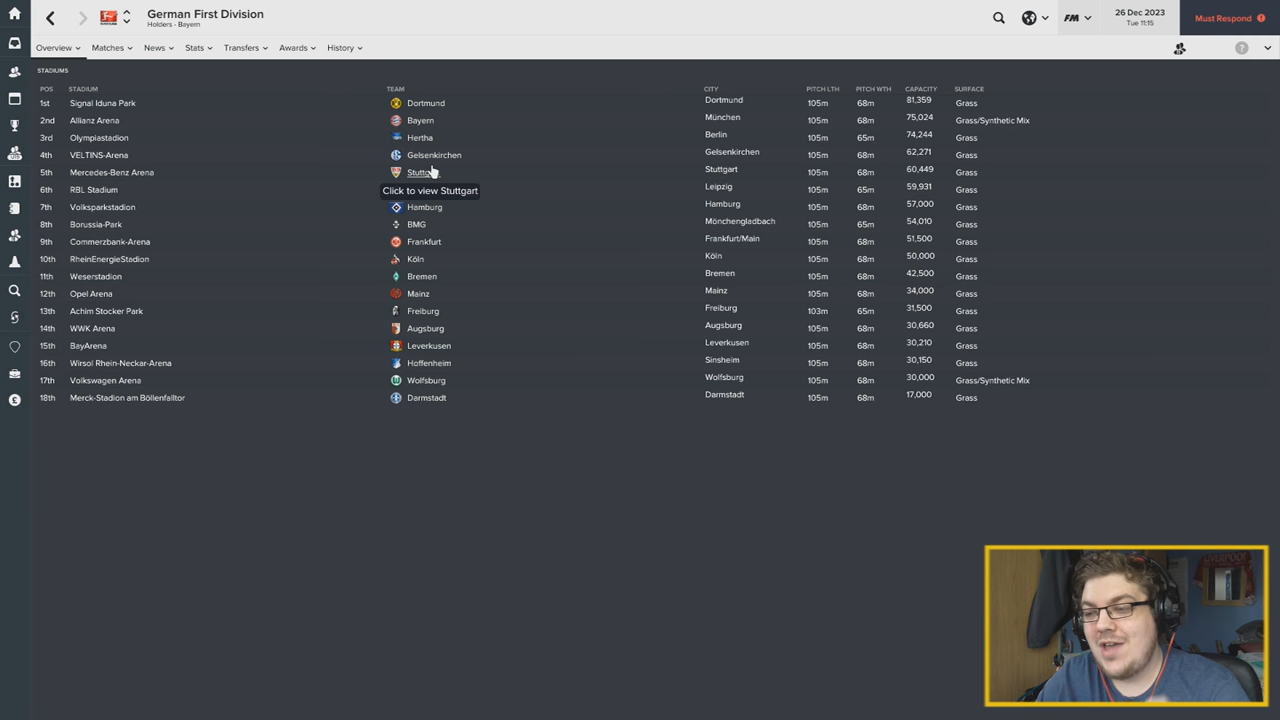 German First Division
Holders - Bayern
FM
26 Dec 2023
Tue 11:15
Must Respond
Overview Matches News Stats Transfers Awards History
STADIUMS
POS STADIUM TEAM CITY PITCH LTH PITCH WTH CAPACITY SURFACE
1st Signal Iduna Park Dortmund Dortmund 105m 68m 81,359 Grass
2nd Allianz Arena Bayern München 105m 68m 75,024 Grass/Synthetic Mix
3rd Olympiastadion Hertha Berlin 105m 65m 74,244 Grass
4th VELTINS-Arena Gelsenkirchen Gelsenkirchen 105m 68m 62,271 Grass
5th Mercedes-Benz Arena Stuttg Stuttgart 105m 68m 60,449 Grass
6th RBL Stadium Leipzig 105m 65m 59,931 Grass
Click to view Stuttgart
7th Volksparkstadion Hamburg Hamburg 105m 68m 57,000 Grass
8th Borussia-Park BMG Mönchengladbach 105m 65m 54,010 Grass
9th Commerzbank-Arena Frankfurt Frankfurt/Main 105m 68m 51,500 Grass
10th RheinEnergieStadion Köln Köln 105m 68m 50,000 Grass
11th Weserstadion Bremen Bremen 105m 68m 42,500 Grass
12th Opel Arena Mainz Mainz 105m 68m 34,000 Grass
13th Achim Stocker Park Freiburg Freiburg 103m 65m 31,500 Grass
14th WWK Arena Augsburg Augsburg 105m 68m 30,660 Grass
15th BayArena Leverkusen Leverkusen 105m 68m 30,210 Grass
16th Wirsol Rhein-Neckar-Arena Hoffenheim Sinsheim 105m 68m 30,150 Grass
17th Volkswagen Arena Wolfsburg Wolfsburg 105m 68m 30,000 Grass/Synthetic Mix
18th Merck-Stadion am Böllenfalltor Darmstadt Darmstadt 105m 68m 17,000 Grass